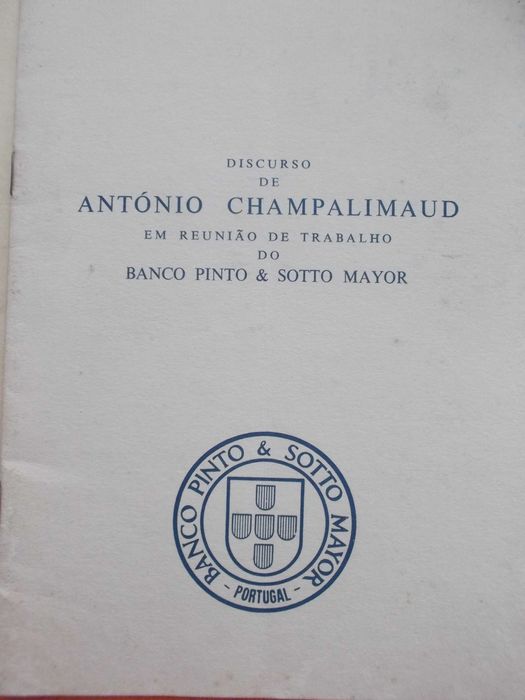 DISCURSO
DE
ANTÓNIO CHAMPALIMAUD
EM REUNIÃO DE TRABALHO
DO
BANCO PINTO & SOTTO MAYOR
BANCO PINTO & SOTTO MAYOR
- PORTUGAL -